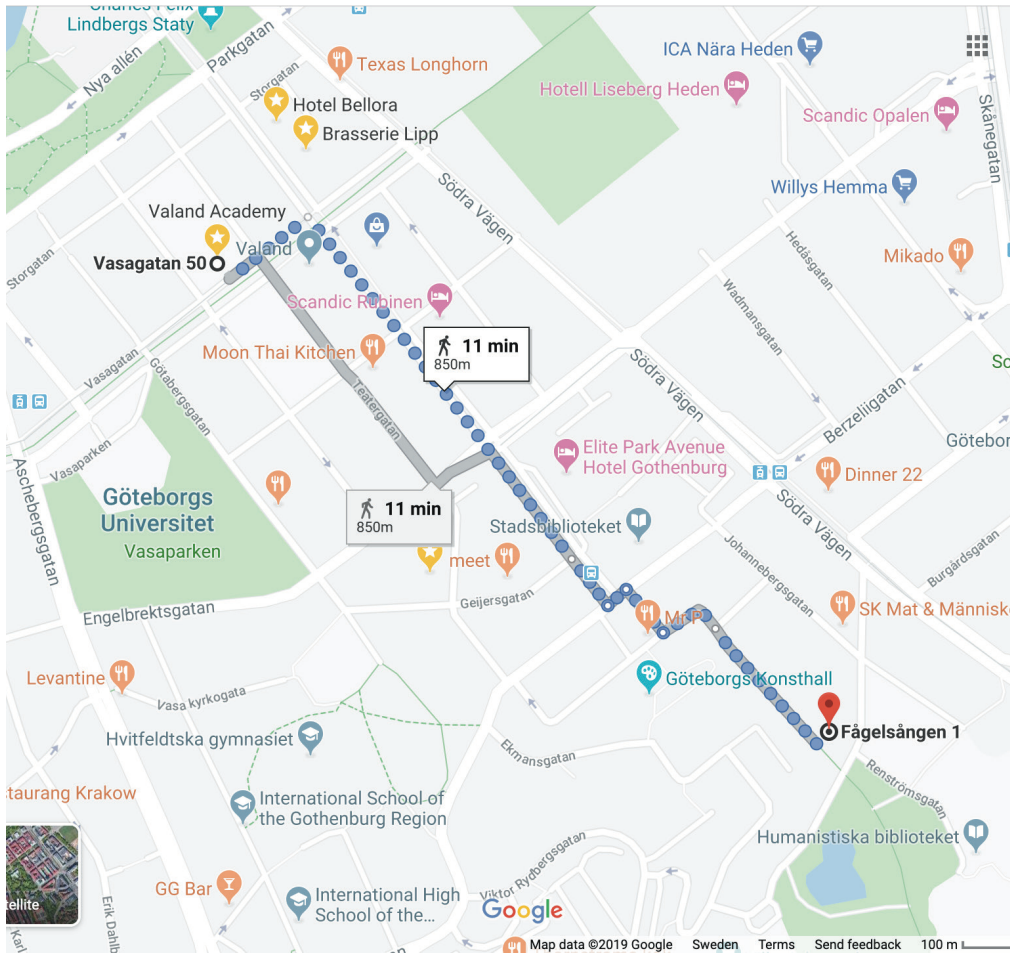 Charles Felix
Lindbergs Staty
Nya allén
Parkgatan
Storgatan
Texas Longhorn
ICA Nära Heden
Hotell Liseberg Heden
Scandic Opalen
Skånegatan
Hotel Bellora
Brasserie Lipp
Södra Vägen
Willys Hemma
Valand Academy
Valand
Vasagatan 50
Storgatan
Hedåsgatan
Mikado
Wadmansgatan
Scandic Rubinen
Moon Thai Kitchen
11 min
850m
Vasagatan
Götabergsgatan
Teatergatan
Södra Vägen
Berzeliigatan
Vasaparken
Aschebergsgatan
Elite Park Avenue
Hotel Gothenburg
Dinner 22
Göteborgs
Universitet
Vasaparken
11 min
850m
Stadsbiblioteket
Södra Vägen
Johannebergsgatan
Burgårdsgatan
meet
Geijersgatan
Engelbrektsgatan
Mr P
SK Mat & Människo
Levantine
Vasa kyrkogata
Göteborgs Konsthall
Hvitfeldtska gymnasiet
Ekmansgatan
Fågelsången 1
Renströmsgatan
staurang Krakow
International School of
the Gothenburg Region
Humanistiska biblioteket
tellite
GG Bar
International High
School of the...
Viktor Rydbergsgatan
Erik Dahlb
Karl
Google
Map data ©2019 Google Sweden Terms Send feedback 100 m